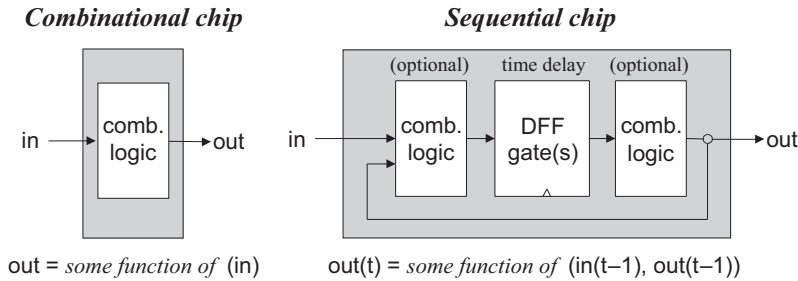 Combinational chip
in
comb.
logic
out
out = some function of (in)
Sequential chip
(optional)
time delay
(optional)
in
comb.
logic
DFF
gate(s)
comb.
logic
out
out(t) = some function of (in(t–1), out(t–1))